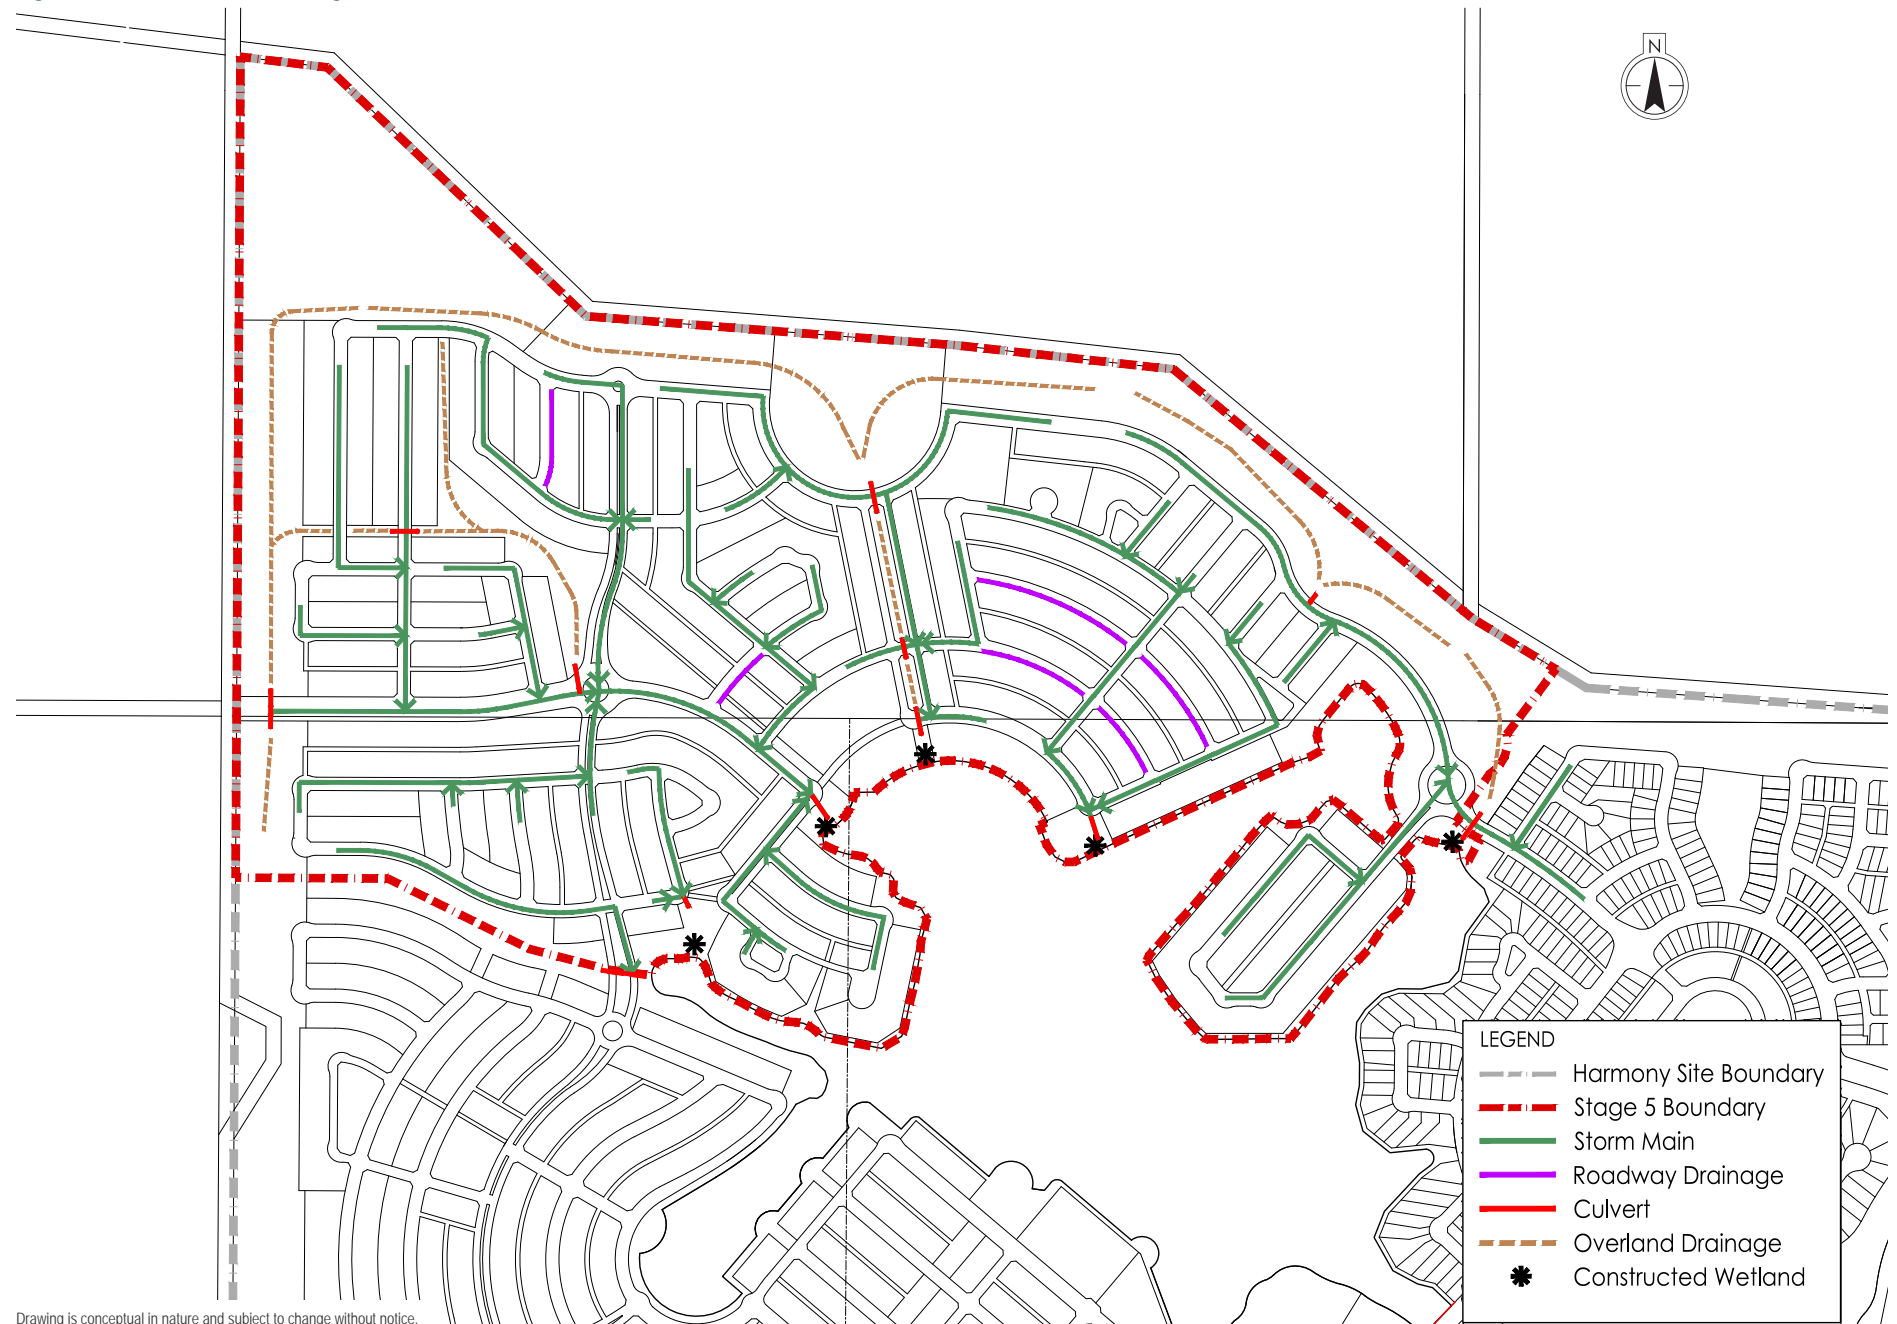 N
LEGEND
Harmony Site Boundary
Stage 5 Boundary
Storm Main
Roadway Drainage
Culvert
Overland Drainage
Constructed Wetland
Drawing is conceptual in nature and subject to change without notice.